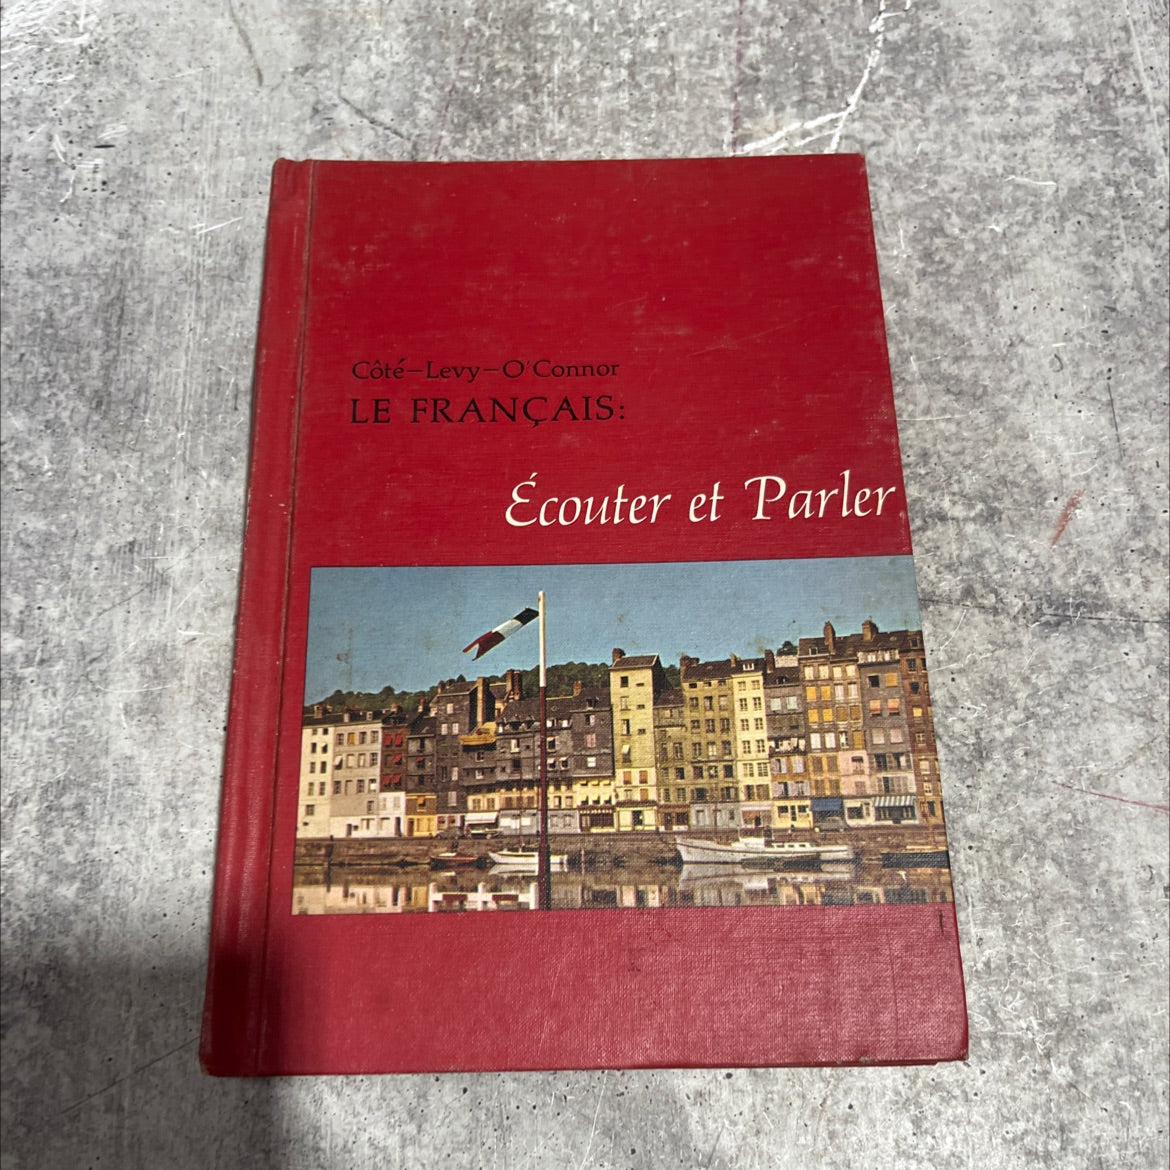 Côté–Levy–O'Connor
LE FRANÇAIS:
Écouter et Parler